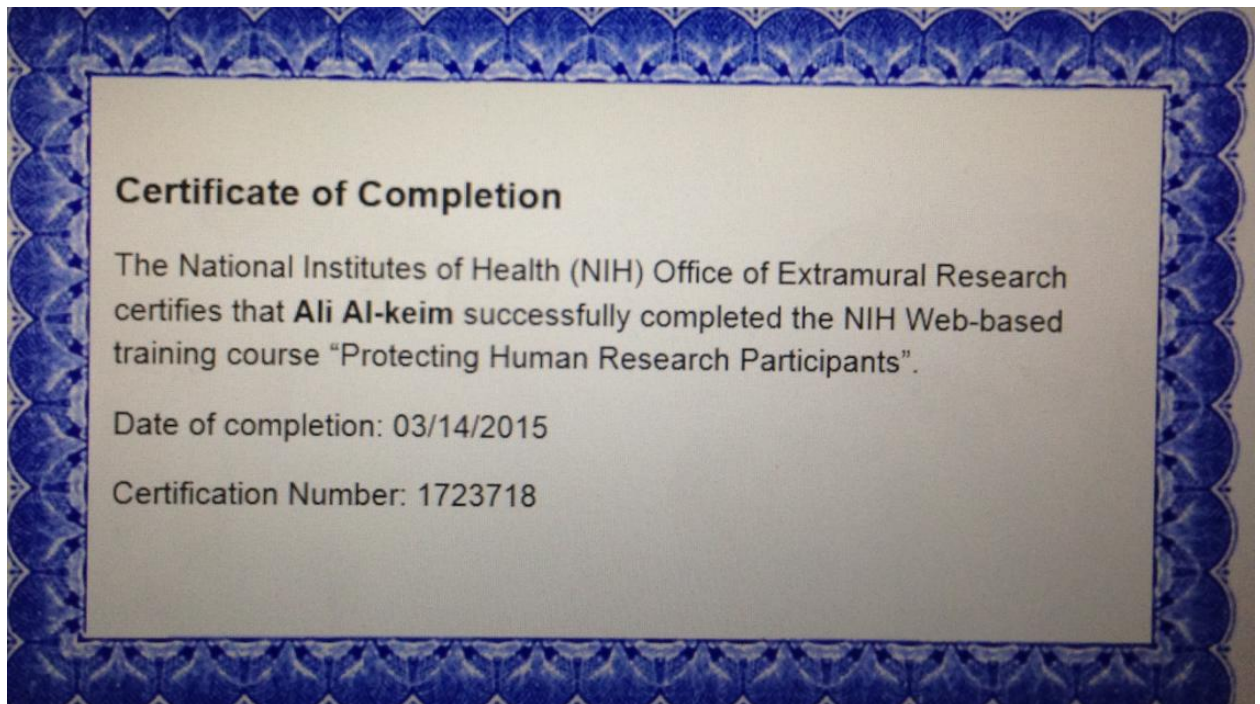 Certificate of Completion
The National Institutes of Health (NIH) Office of Extramural Research
certifies that Ali Al-keim successfully completed the NIH Web-based
training course “Protecting Human Research Participants”.
Date of completion: 03/14/2015
Certification Number: 1723718